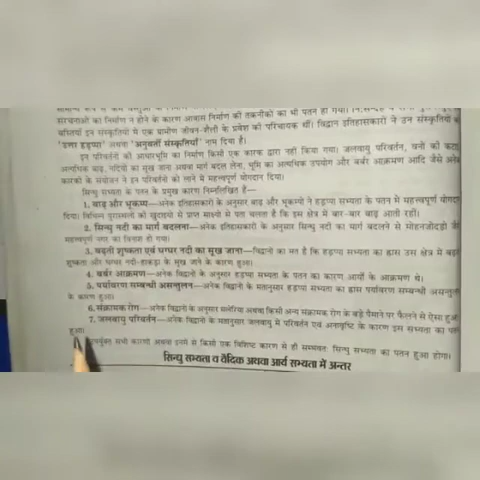 संरचनाओं का निर्माण न होने के कारण आवास निर्माण की तकनीकों का भी पतन हो गया।
बस्तियाँ इन संस्कृतियों में एक ग्रामीण जीवन-शैली के प्रवेश की परिचायक थीं। विद्वान इतिहासकारों ने उन संस्कृतियों को
'उत्तर हड़प्पा' अथवा 'अनुवर्ती संस्कृतियाँ' नाम दिया है।
इन परिवर्तनों की आधारभूमि का निर्माण किसी एक कारक द्वारा नहीं किया गया। जलवायु परिवर्तन, वनों की कटाई
अत्यधिक बाढ़, नदियों का सूख जाना अथवा मार्ग बदल लेना, भूमि का अत्यधिक उपयोग और बर्बर आक्रमण आदि जैसे अनेक
कारकों के संयोजन ने इन परिवर्तनों को लाने में महत्त्वपूर्ण योगदान दिया।
सिन्धु सभ्यता के पतन के प्रमुख कारण निम्नलिखित हैं—
1. बाढ़ और भूकम्प—अनेक इतिहासकारों के अनुसार बाढ़ और भूकम्पों ने हड़प्पा सभ्यता के पतन में महत्त्वपूर्ण योगदान
दिया। विभिन्न पुरास्थलों की खुदाइयों से प्राप्त साक्ष्यों से पता चलता है कि इस क्षेत्र में बार-बार बाढ़ आती रही।
2. सिन्धु नदी का मार्ग बदलना—अनेक इतिहासकारों के अनुसार सिन्धु नदी का मार्ग बदलने से मोहनजोदड़ो जैसे
महत्त्वपूर्ण नगर का विनाश हो गया।
3. बढ़ती शुष्कता एवं घग्घर नदी का सूख जाना—विद्वानों का मत है कि हड़प्पा सभ्यता का ह्रास उस क्षेत्र में बढ़ती
शुष्कता और घग्घर नदी-हाकड़ा के सूख जाने के कारण हुआ।
4. बर्बर आक्रमण—अनेक विद्वानों के अनुसार हड़प्पा सभ्यता के पतन का कारण आर्यों के आक्रमण थे।
5. पर्यावरण सम्बन्धी असन्तुलन—अनेक विद्वानों के मतानुसार हड़प्पा सभ्यता का ह्रास पर्यावरण सम्बन्धी असन्तुलन
के कारण हुआ।
6. संक्रामक रोग—अनेक विद्वानों के अनुसार मलेरिया अथवा किसी अन्य संक्रामक रोग के बड़े पैमाने पर फैलने में ऐसा हुआ
7. जलवायु परिवर्तन—अनेक विद्वानों के मतानुसार जलवायु में परिवर्तन एवं अनावृष्टि के कारण इस सभ्यता का पतन
हुआ।
उपर्युक्त सभी कारणों अथवा इनमें से किसी एक विशिष्ट कारण से ही सम्भवतः सिन्धु सभ्यता का पतन हुआ होगा।
सिन्धु सभ्यता व वैदिक अथवा आर्य सभ्यता में अन्तर